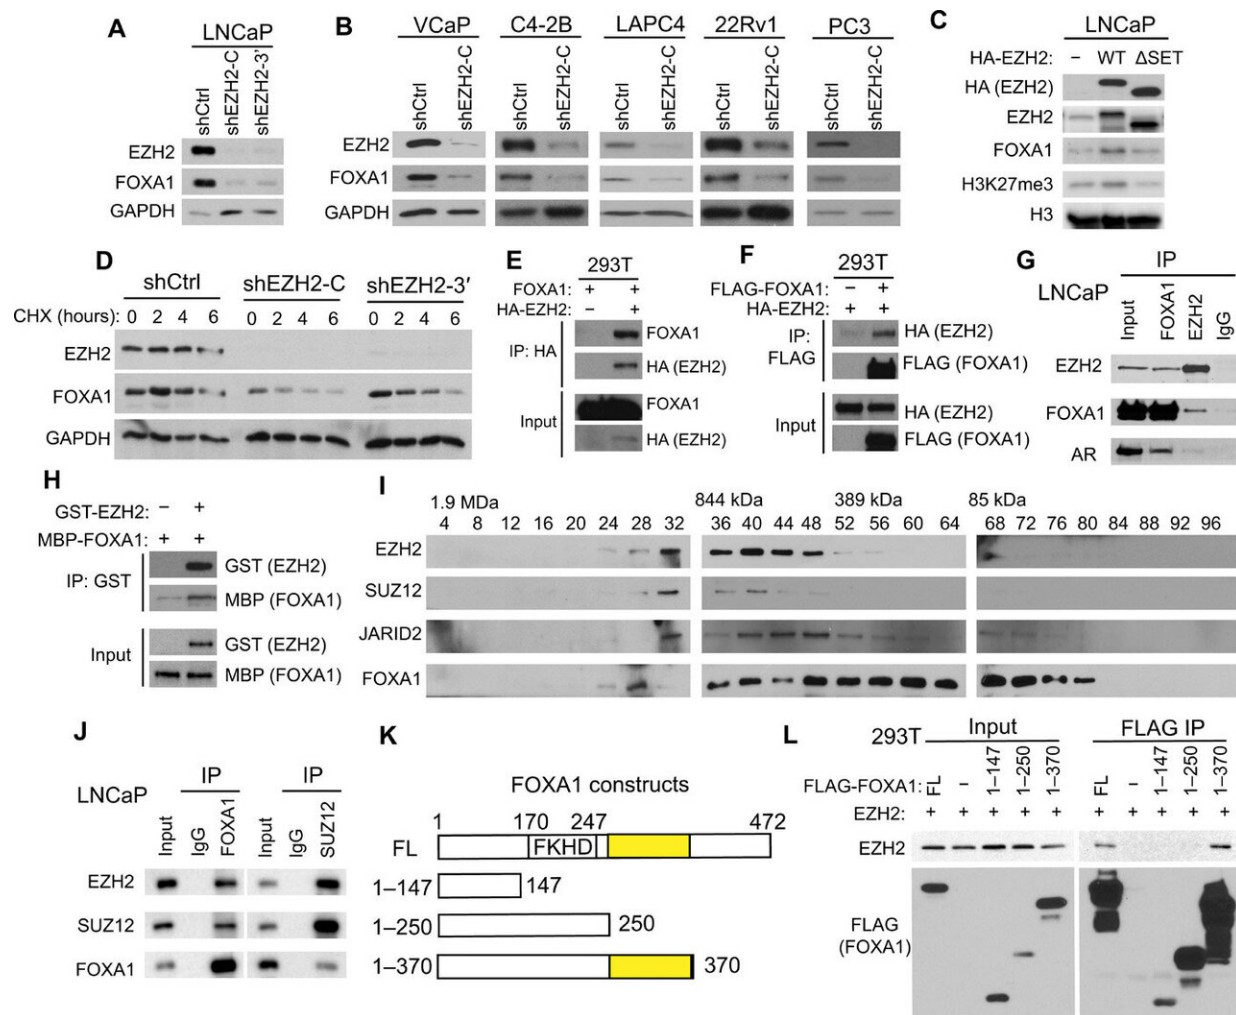 A
LNCaP
shCtrl
shEZH2-C
shEZH2-3′
EZH2
FOXA1
GAPDH
B
VCaP C4-2B LAPC4 22Rv1 PC3
shCtrl shEZH2-C shCtrl shEZH2-C shCtrl shEZH2-C shCtrl shEZH2-C shCtrl shEZH2-C
EZH2
FOXA1
GAPDH
C
LNCaP
HA-EZH2: – WT ΔSET
HA (EZH2)
EZH2
FOXA1
H3K27me3
H3
D
shCtrl shEZH2-C shEZH2-3′
CHX (hours): 0 2 4 6 0 2 4 6 0 2 4 6
EZH2
FOXA1
GAPDH
E
293T
FOXA1: + +
HA-EZH2: – +
IP: HA
FOXA1
HA (EZH2)
Input
FOXA1
HA (EZH2)
F
293T
FLAG-FOXA1: – +
HA-EZH2: + +
IP:
FLAG
HA (EZH2)
FLAG (FOXA1)
Input
HA (EZH2)
FLAG (FOXA1)
G
IP
LNCaP
Input FOXA1 EZH2 IgG
EZH2
FOXA1
AR
H
GST-EZH2: – +
MBP-FOXA1: + +
IP: GST
GST (EZH2)
MBP (FOXA1)
Input
GST (EZH2)
MBP (FOXA1)
I
1.9 MDa 844 kDa 389 kDa 85 kDa
4 8 12 16 20 24 28 32 36 40 44 48 52 56 60 64 68 72 76 80 84 88 92 96
EZH2
SUZ12
JARID2
FOXA1
J
IP IP
LNCaP
Input IgG FOXA1 Input IgG SUZ12
EZH2
SUZ12
FOXA1
K
FOXA1 constructs
1 170 247 472
FL FKHD
1–147 147
1–250 250
1–370 370
L
293T Input FLAG IP
FLAG-FOXA1: FL – 1–147 1–250 1–370 FL – 1–147 1–250 1–370
EZH2: + + + + + + + + + +
EZH2
FLAG
(FOXA1)